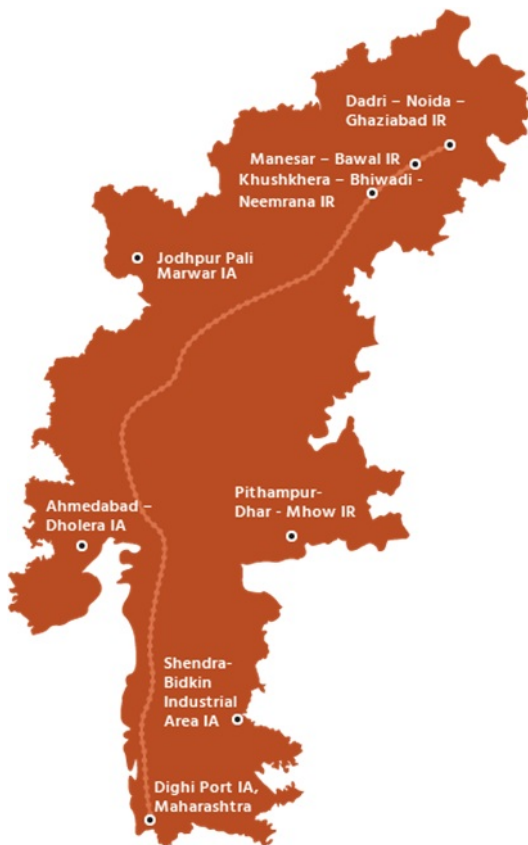 Dadri – Noida –
Ghaziabad IR
Manesar – Bawal IR
Khushkhera – Bhiwadi -
Neemrana IR
Jodhpur Pali
Marwar IA
Ahmedabad –
Dholera IA
Pithampur-
Dhar - Mhow IR
Shendra-
Bidkin
Industrial
Area IA
Dighi Port IA,
Maharashtra